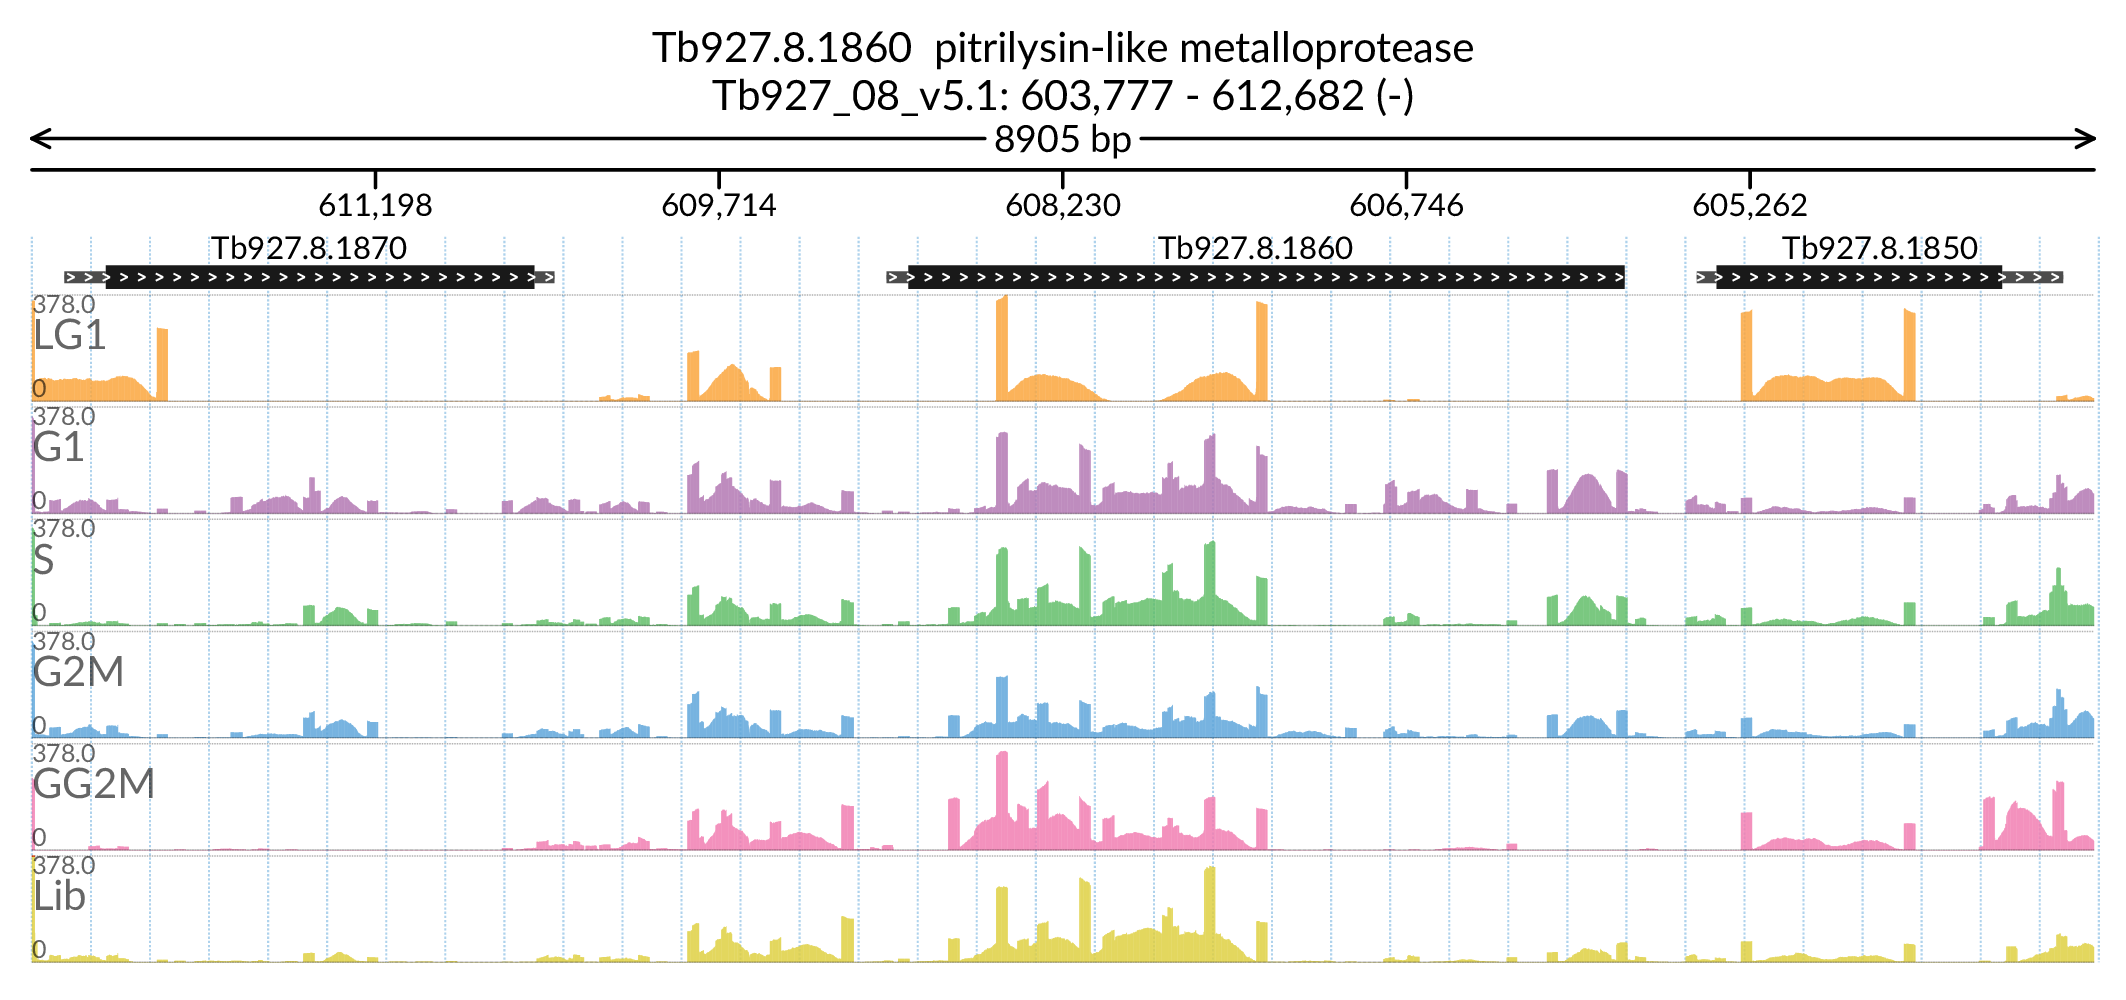 Tb927.8.1860 pitrilysin-like metalloprotease
Tb927_08_v5.1: 603,777 - 612,682 (-)
8905 bp
611,198 609,714 608,230 606,746 605,262
Tb927.8.1870 Tb927.8.1860 Tb927.8.1850
378.0
LG1
0
378.0
G1
0
378.0
S
0
378.0
G2M
0
378.0
GG2M
0
378.0
Lib
0